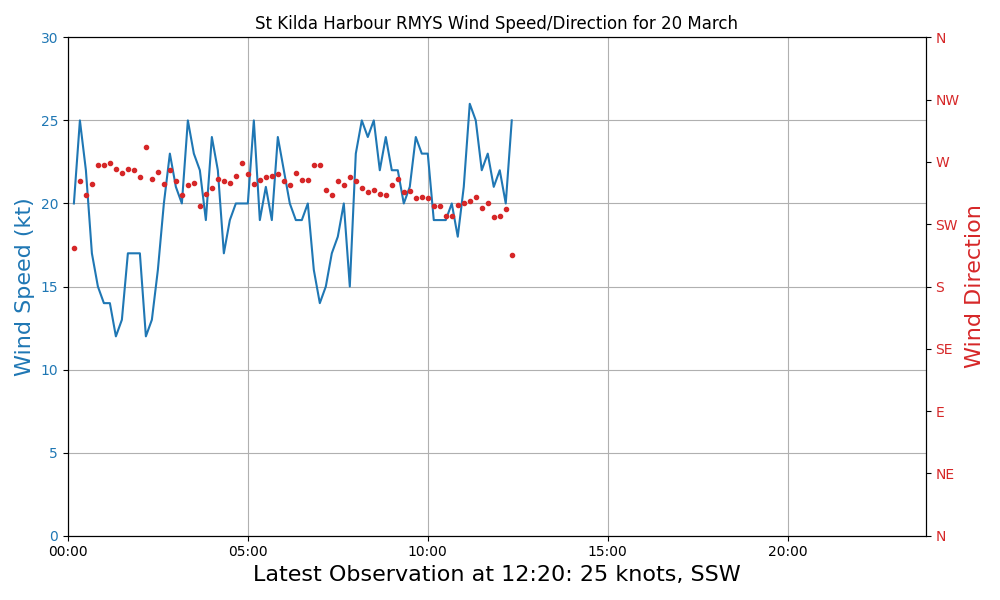 St Kilda Harbour RMYS Wind Speed/Direction for 20 March
Wind Speed (kt)
30
25
20
15
10
5
0
00:00
05:00
10:00
15:00
20:00
N
NW
W
SW
S
SE
E
NE
N
Wind Direction
Latest Observation at 12:20: 25 knots, SSW